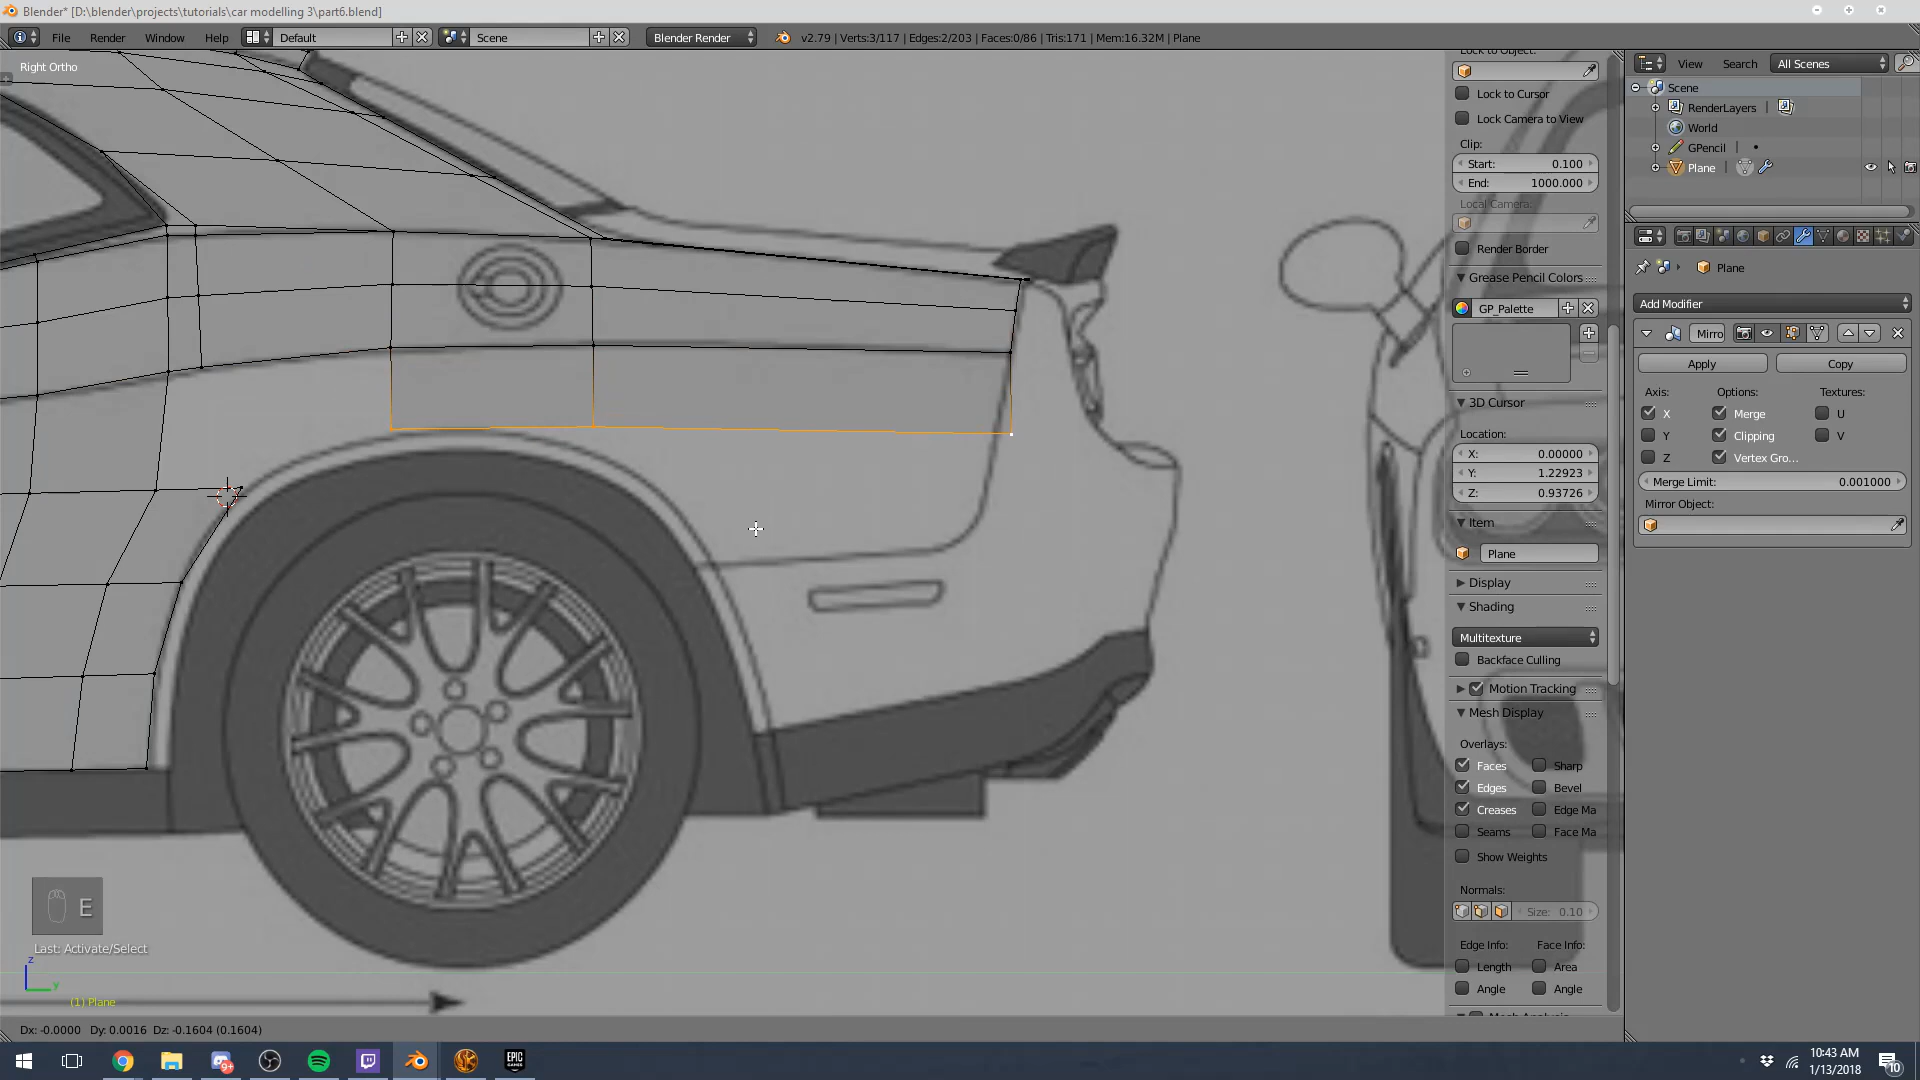 Blender* [D:\blender\projects\tutorials\car modelling 3\part6.blend]
File Render Window Help Default Scene Blender Render v2.79 | Verts:3/117 | Edges:2/203 | Faces:0/86 | Tris:171 | Mem:16.32M | Plane
Right Ortho
Lock to Object:
Lock to Cursor
Lock Camera to View
Clip:
Start: 0.100
End: 1000.000
Local Camera:
Render Border
Grease Pencil Colors
GP_Palette
3D Cursor
Location:
X: 0.00000
Y: 1.22923
Z: 0.93726
Item
Plane
Display
Shading
Multitexture
Backface Culling
Motion Tracking
Mesh Display
Overlays:
Faces Sharp
Edges Bevel
Creases Edge Ma
Seams Face Ma
Show Weights
Normals:
Size: 0.10
Edge Info: Face Info:
Length Area
Angle Angle
View Search All Scenes
Scene
RenderLayers
World
GPencil
Plane
Plane
Add Modifier
Mirro
Apply Copy
Axis: Options: Textures:
X Merge U
Y Clipping V
Z Vertex Gro...
Merge Limit: 0.001000
Mirror Object:
E
Last: Activate/Select
z
y
(1) Plane
Dx: -0.0000 Dy: 0.0016 Dz: -0.1604 (0.1604)
9+
EPIC
GAMES
10:43 AM
1/13/2018
10